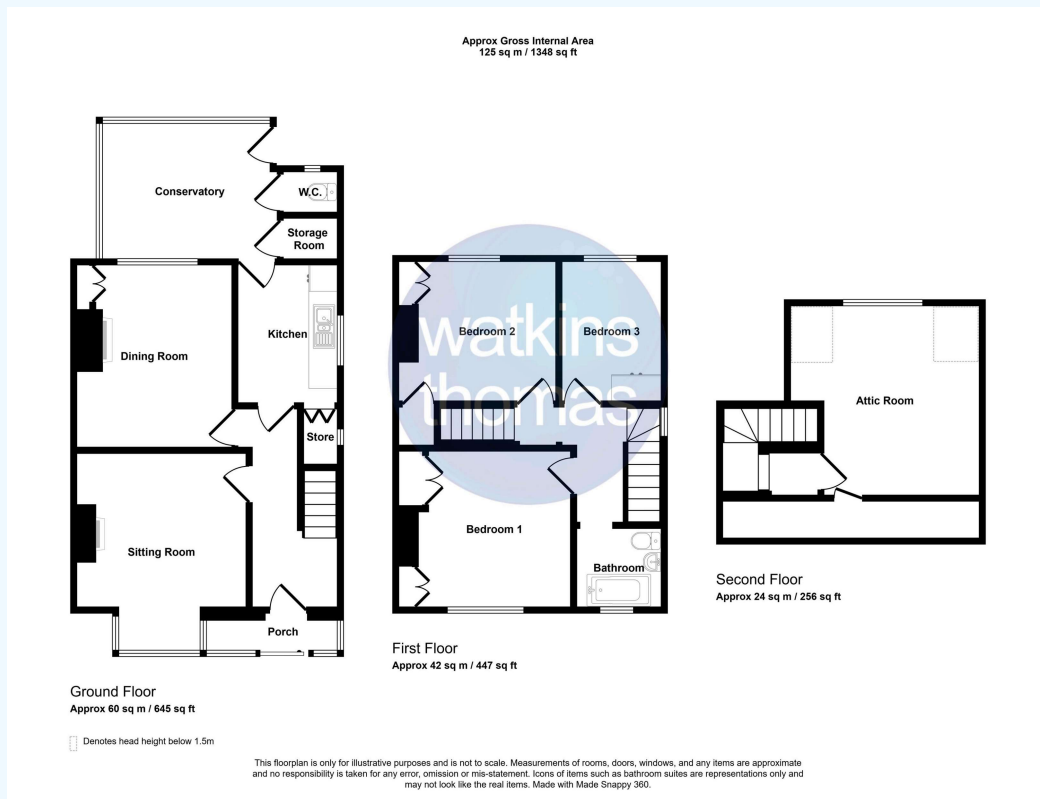 Approx Gross Internal Area
125 sq m / 1348 sq ft
Conservatory
W.C.
Storage
Room
Kitchen
Dining Room
Store
Sitting Room
Porch
Ground Floor
Approx 60 sq m / 645 sq ft
Denotes head height below 1.5m
watkins
thomas
Bedroom 2
Bedroom 3
Bedroom 1
Bathroom
First Floor
Approx 42 sq m / 447 sq ft
Attic Room
Second Floor
Approx 24 sq m / 256 sq ft
This floorplan is only for illustrative purposes and is not to scale. Measurements of rooms, doors, windows, and any items are approximate
and no responsibility is taken for any error, omission or mis-statement. Icons of items such as bathroom suites are representations only and
may not look like the real items. Made with Made Snappy 360.